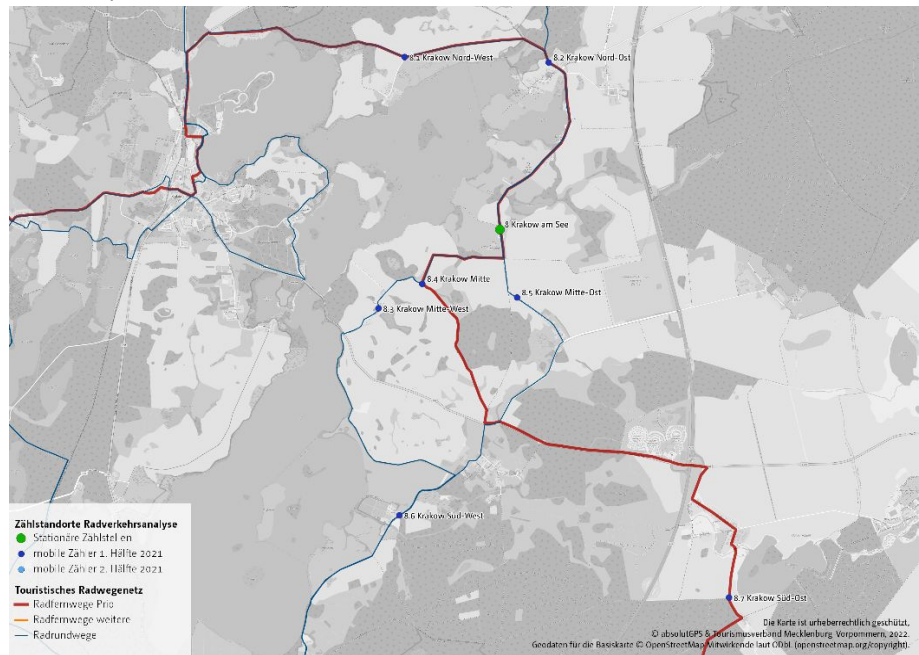 8.1 Krakow Nord-West
8.2 Krakow Nord-Ost
8 Krakow am See
8.4 Krakow Mitte
8.5 Krakow Mitte-Ost
8.3 Krakow Mitte-West
8.6 Krakow Süd-West
8.7 Krakow Süd-Ost
Zählstandorte Radverkehrsanalyse
Stationäre Zählstellen
mobile Zähler 1. Hälfte 2021
mobile Zähler 2. Hälfte 2021
Touristisches Radwegenetz
Radfernwege Prio
Radfernwege weitere
Radrundwege
Die Karte ist urheberrechtlich geschützt,
© absolutGPS & Tourismusverband Mecklenburg Vorpommern, 2022.
Geodaten für die Basiskarte © OpenStreetMap Mitwirkende laut ODbL (openstreetmap.org/copyright).